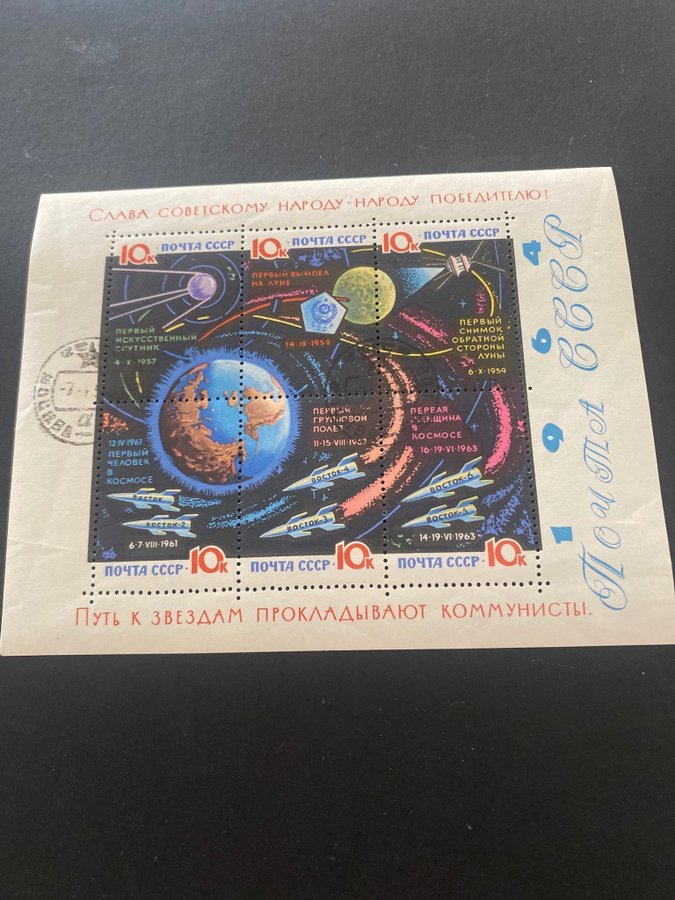 СЛАВА СОВЕТСКОМУ НАРОДУ-НАРОДУ ПОБЕДИТЕЛЮ!
10К · ПОЧТА СССР
10К · ПОЧТА СССР
10К · ПОЧТА СССР
ПЕРВЫЙ
ИСКУССТВЕННЫЙ
СПУТНИК
4-X-1957
ПЕРВЫЙ ВЫМПЕЛ
НА ЛУНЕ
СССР
14-IX-1959
ПЕРВЫЙ
СНИМОК
ОБРАТНОЙ
СТОРОНЫ
ЛУНЫ
6-X-1959
12-IV-1961
ПЕРВЫЙ
ЧЕЛОВЕК В
КОСМОСЕ
ВОСТОК
ВОСТОК-2
6-7-VIII-1961
ПОЧТА СССР · 10К
ПЕРВЫЙ
ГРУППОВОЙ
ПОЛЕТ
11-15-VIII-1962
ВОСТОК-4
ВОСТОК-3
ПОЧТА СССР · 10К
ПЕРВАЯ
ЖЕНЩИНА
В
КОСМОСЕ
16-19-VI-1963
ВОСТОК-6
ВОСТОК-5
14-19-VI-1963
ПОЧТА СССР · 10К
ПУТЬ К ЗВЕЗДАМ ПРОКЛАДЫВАЮТ КОММУНИСТЫ.
1964
Почта СССР
МОСКВА